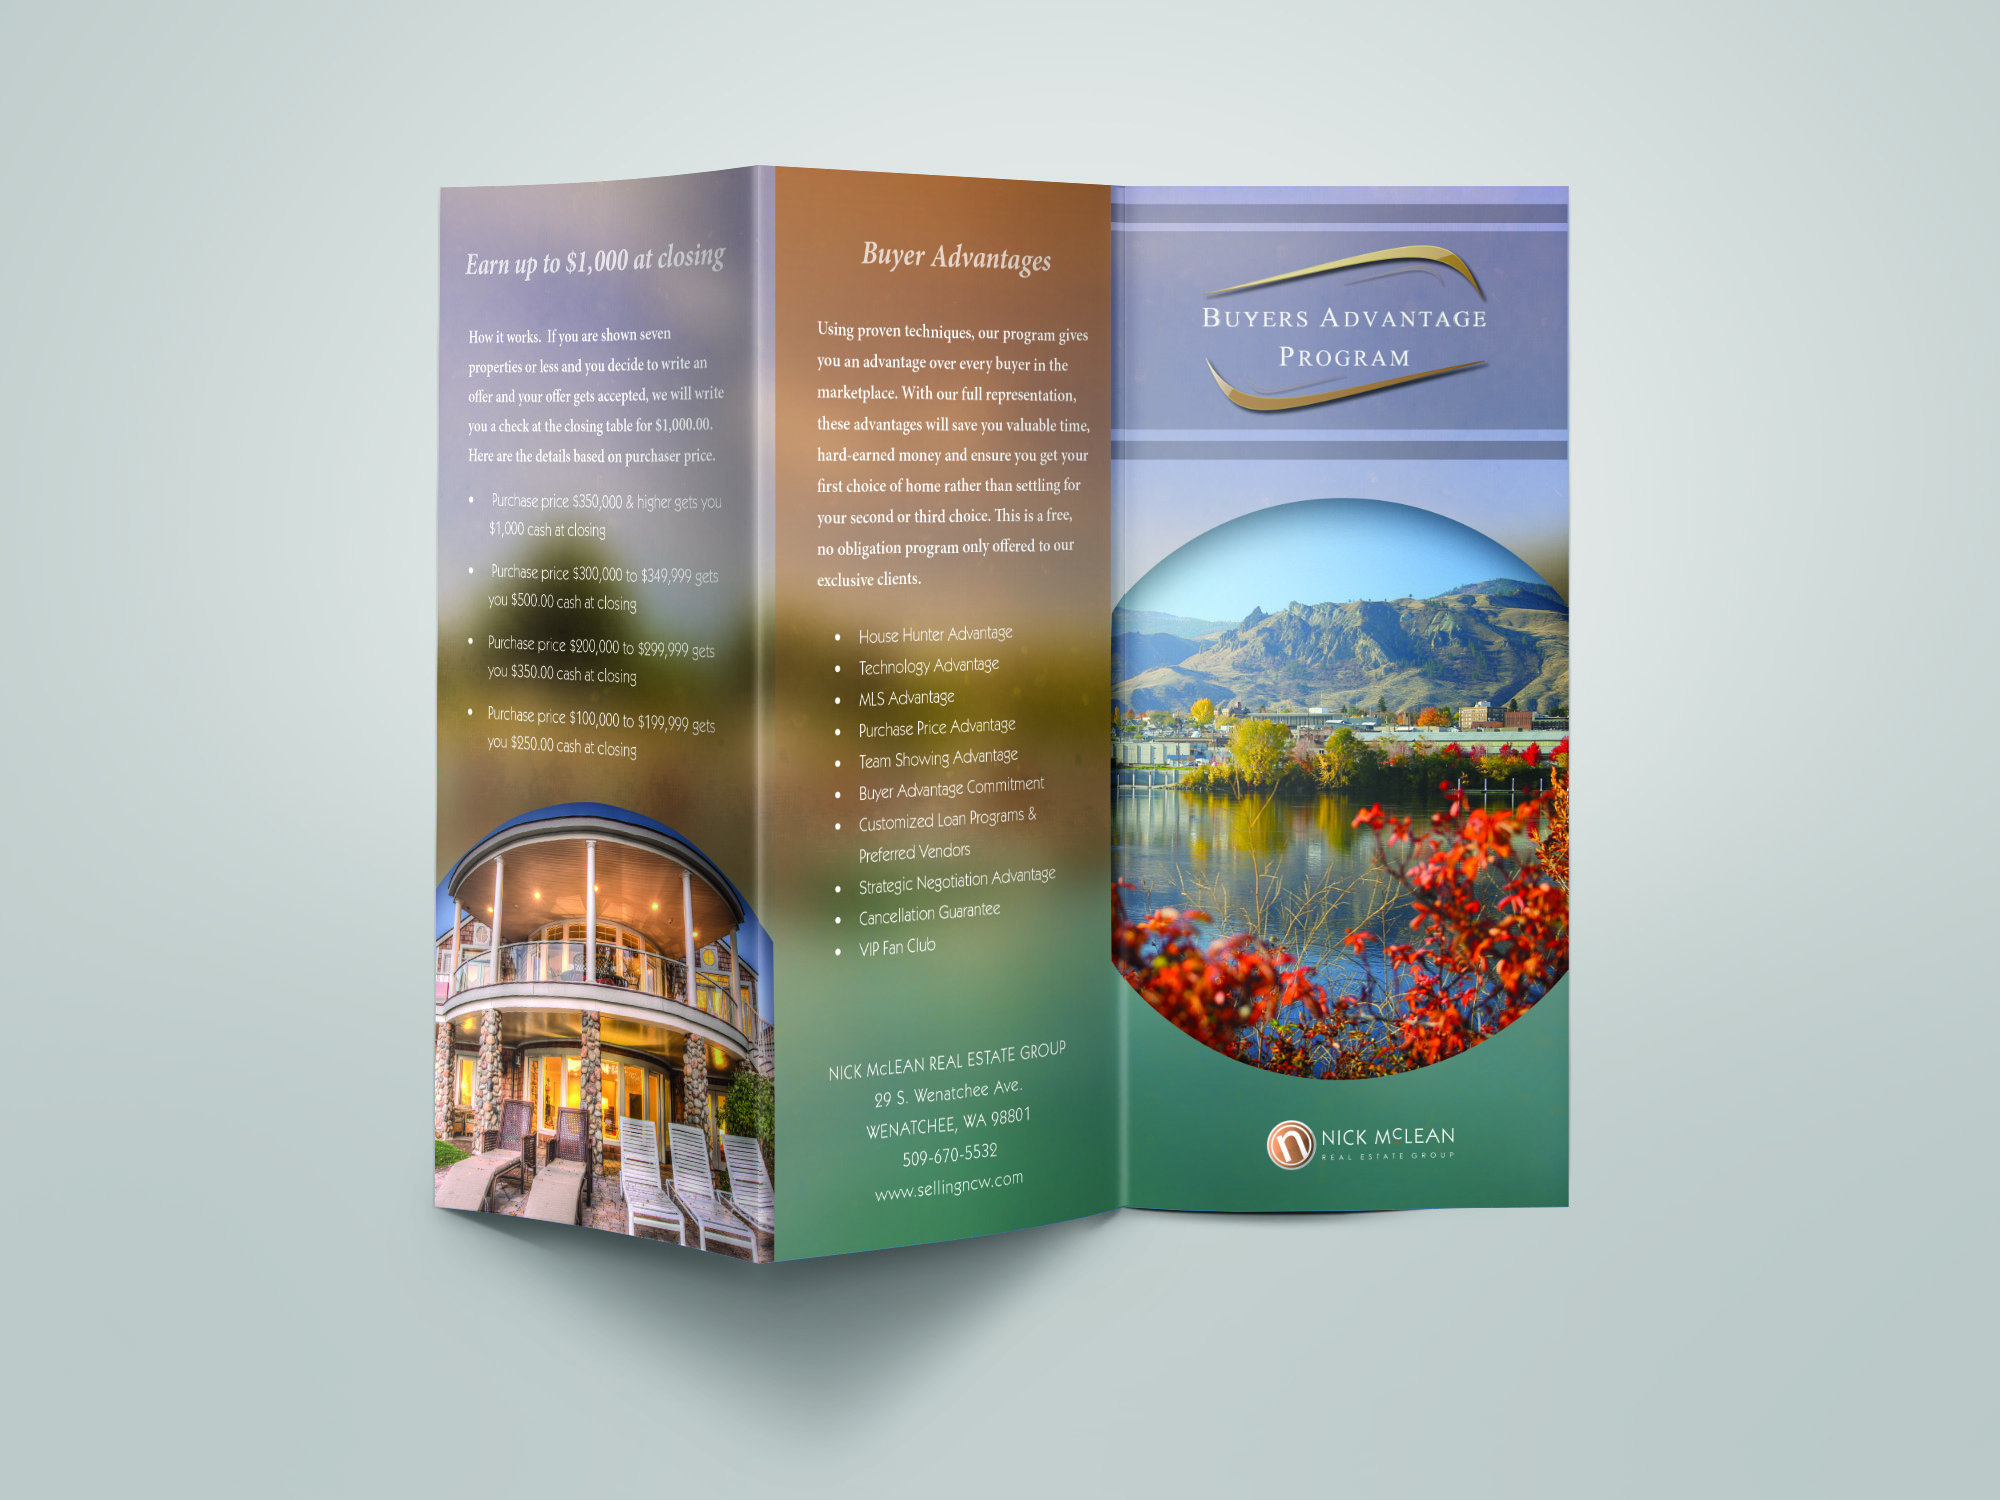 Earn up to $1,000 at closing
How it works. If you are shown seven
properties or less and you decide to write an
offer and your offer gets accepted, we will write
you a check at the closing table for $1,000.00.
Here are the details based on purchaser price.
• Purchase price $350,000 & higher gets you
$1,000 cash at closing
• Purchase price $300,000 to $349,999 gets
you $500.00 cash at closing
• Purchase price $200,000 to $299,999 gets
you $350.00 cash at closing
• Purchase price $100,000 to $199,999 gets
you $250.00 cash at closing
Buyer Advantages
Using proven techniques, our program gives
you an advantage over every buyer in the
marketplace. With our full representation,
these advantages will save you valuable time,
hard-earned money and ensure you get your
first choice of home rather than settling for
your second or third choice. This is a free,
no obligation program only offered to our
exclusive clients.
• House Hunter Advantage
• Technology Advantage
• MLS Advantage
• Purchase Price Advantage
• Team Showing Advantage
• Buyer Advantage Commitment
• Customized Loan Programs &
Preferred Vendors
• Strategic Negotiation Advantage
• Cancellation Guarantee
• VIP Fan Club
NICK McLEAN REAL ESTATE GROUP
29 S. Wenatchee Ave.
WENATCHEE, WA 98801
509-670-5532
www.sellingncw.com
BUYERS ADVANTAGE
PROGRAM
n NICK McLEAN
REAL ESTATE GROUP